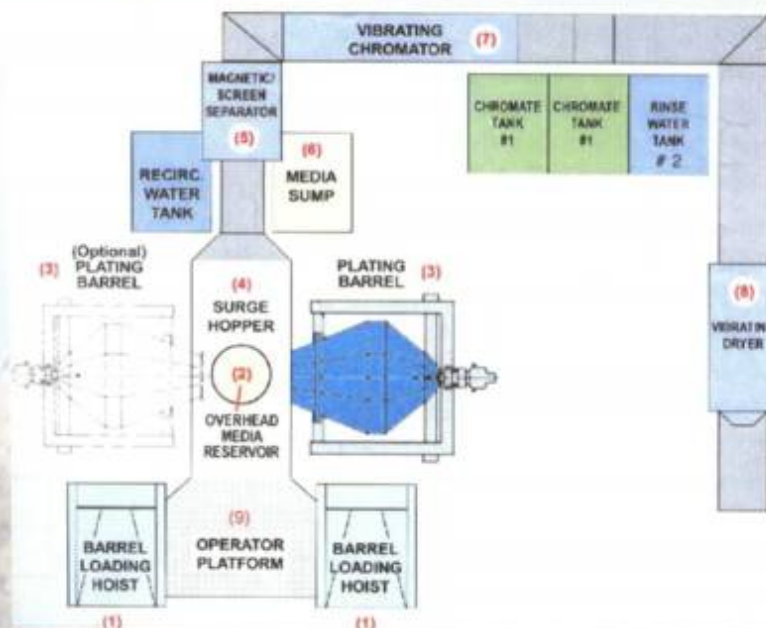 VIBRATING
CHROMATOR
(7)
MAGNETIC/
SCREEN
SEPARATOR
(5)
CHROMATE
TANK
#1
CHROMATE
TANK
#1
RINSE
WATER
TANK
# 2
RECIRC.
WATER
TANK
(6)
MEDIA
SUMP
(Optional)
(3) PLATING
BARREL
(4)
SURGE
HOPPER
PLATING (3)
BARREL
(8)
VIBRATIN
DRYER
(2)
OVERHEAD
MEDIA
RESERVOIR
(9)
OPERATOR
PLATFORM
BARREL
LOADING
HOIST
(1)
BARREL
LOADING
HOIST
(1)